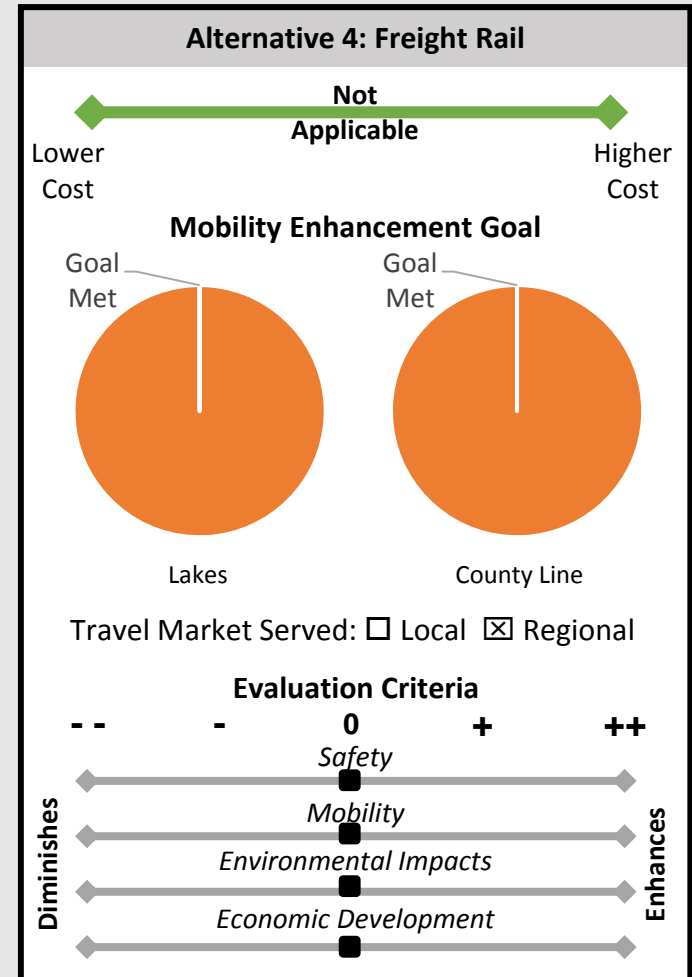 Alternative 4: Freight Rail
Not
Applicable
Lower
Cost
Higher
Cost
Mobility Enhancement Goal
Goal
Met
Goal
Met
Lakes
County Line
Travel Market Served: ☐ Local ☒ Regional
Evaluation Criteria
- - - 0 + ++
Safety
Mobility
Environmental Impacts
Economic Development
Diminishes
Enhances